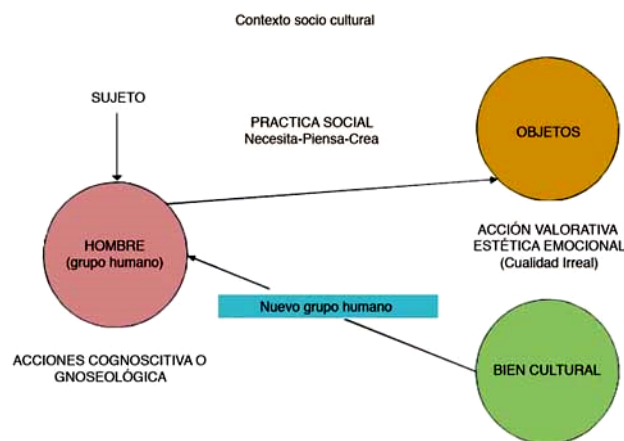 Contexto socio cultural
SUJETO
PRACTICA SOCIAL
Necesita-Piensa-Crea
OBJETOS
HOMBRE
(grupo humano)
ACCIÓN VALORATIVA
ESTÉTICA EMOCIONAL
(Cualidad Irreal)
Nuevo grupo humano
ACCIONES COGNOSCITIVA O
GNOSEOLÓGICA
BIEN CULTURAL